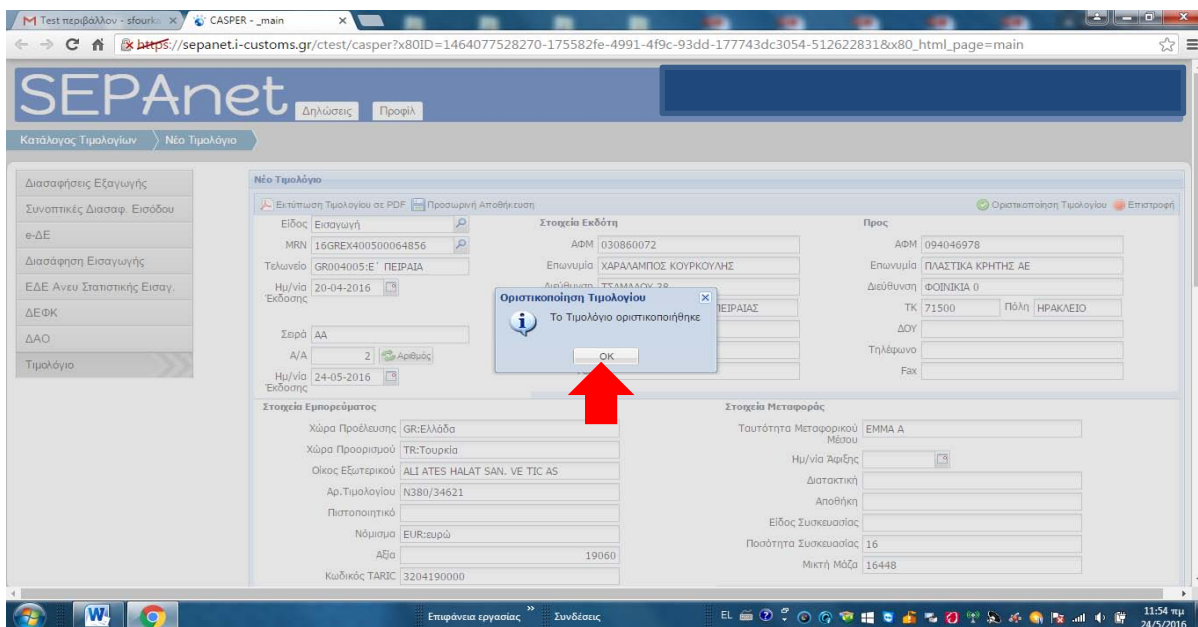 Test περιβάλλον - sfourk
CASPER - _main
https://sepanet.i-customs.gr/ctest/casper?x80ID=1464077528270-175582fe-4991-4f9c-93dd-177743dc3054-512622831&x80_html_page=main
SEPAnet
Δηλώσεις Προφίλ
Κατάλογος Τιμολογίων Νέο Τιμολόγιο
Διασαφήσεις Εξαγωγής
Συνοπτικές Διασαφ. Εισόδου
e-ΔΕ
Διασάφηση Εισαγωγής
ΕΔΕ Ανευ Στατιστικής Εισαγ.
ΔΕΦΚ
ΔΑΟ
Τιμολόγιο
Νέο Τιμολόγιο
Εκτύπωση Τιμολογίου σε PDF Προσωρινή Αποθήκευση Οριστικοποίηση Τιμολογίου Επιστροφή
Είδος Εισαγωγή
MRN 16GREX400500064856
Τελωνείο GR004005:Ε΄ ΠΕΙΡΑΙΑ
Ημ/νία Έκδοσης 20-04-2016
Σειρά ΑΑ
Α/Α 2 Αριθμός
Ημ/νία Έκδοσης 24-05-2016
Στοιχεία Εκδότη
ΑΦΜ 030860072
Επωνυμία ΧΑΡΑΛΑΜΠΟΣ ΚΟΥΡΚΟΥΛΗΣ
Διεύθυνση ΤΣΑΜΑΔΟΥ 38
ΠΕΙΡΑΙΑΣ
Προς
ΑΦΜ 094046978
Επωνυμία ΠΛΑΣΤΙΚΑ ΚΡΗΤΗΣ ΑΕ
Διεύθυνση ΦΟΙΝΙΚΙΑ 0
ΤΚ 71500 Πόλη ΗΡΑΚΛΕΙΟ
ΔΟΥ
Τηλέφωνο
Fax
Οριστικοποίηση Τιμολογίου
Το Τιμολόγιο οριστικοποιήθηκε
OK
Στοιχεία Εμπορεύματος
Χώρα Προέλευσης GR:Ελλάδα
Χώρα Προορισμού TR:Τουρκία
Οίκος Εξωτερικού ALI ATES HALAT SAN. VE TIC AS
Αρ.Τιμολογίου N380/34621
Πιστοποιητικό
Νόμισμα EUR:ευρώ
Αξία 19060
Κωδικός TARIC 3204190000
Στοιχεία Μεταφοράς
Ταυτότητα Μεταφορικού Μέσου EMMA A
Ημ/νία Άφιξης
Διατακτική
Αποθήκη
Είδος Συσκευασίας
Ποσότητα Συσκευασίας 16
Μικτή Μάζα 16448
Επιφάνεια εργασίας Συνδέσεις EL 11:54 πμ
24/5/2016